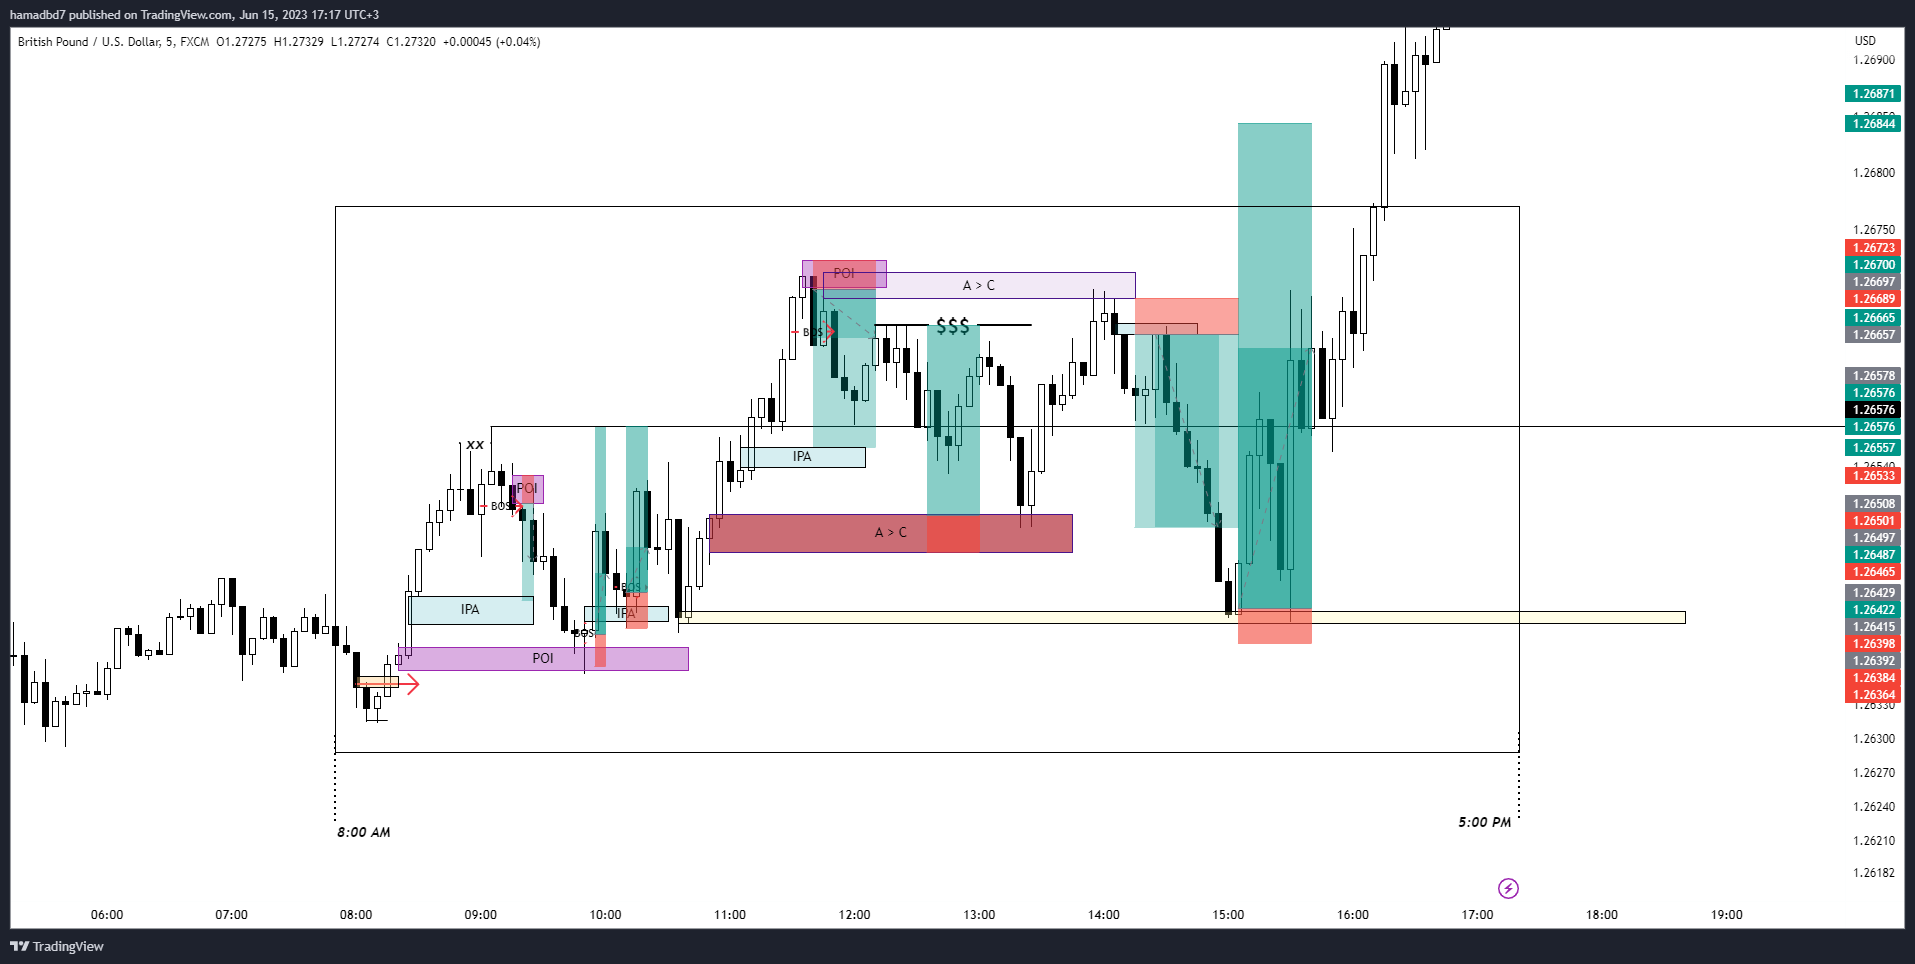 hamadbd7 published on TradingView.com, Jun 15, 2023 17:17 UTC+3
British Pound / U.S. Dollar, 5, FXCM O1.27275 H1.27329 L1.27274 C1.27320 +0.00045 (+0.04%)
USD
1.26900
1.26871
1.26844
1.26800
1.26750
1.26723
1.26700
1.26697
1.26689
1.26665
1.26657
1.26578
1.26576
1.26576
1.26576
1.26557
1.26540
1.26533
1.26508
1.26501
1.26497
1.26487
1.26465
1.26429
1.26422
1.26415
1.26398
1.26392
1.26384
1.26364
1.26330
1.26300
1.26270
1.26240
1.26210
1.26182
POI
A > C
$$$
BOS
XX
IPA
POI
BOS
A > C
BOS
IPA
IPA
BOS
POI
8:00 AM
5:00 PM
06:00 07:00 08:00 09:00 10:00 11:00 12:00 13:00 14:00 15:00 16:00 17:00 18:00 19:00
TradingView